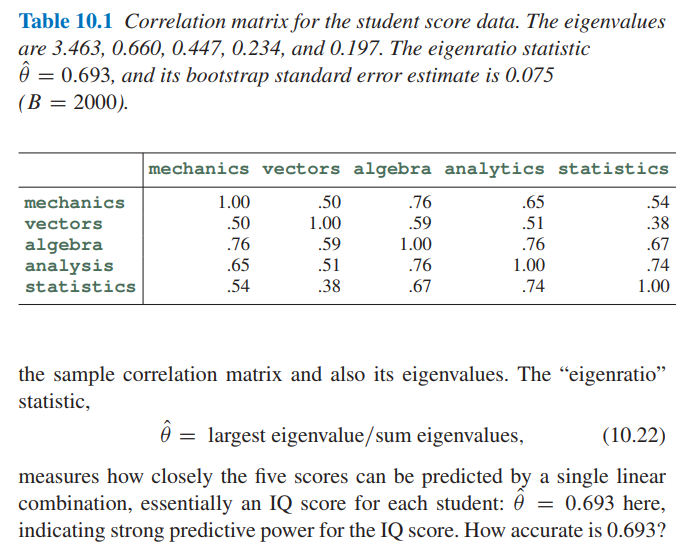 Table 10.1 Correlation matrix for the student score data. The eigenvalues
are 3.463, 0.660, 0.447, 0.234, and 0.197. The eigenratio statistic
θ̂ = 0.693, and its bootstrap standard error estimate is 0.075
(B = 2000).
mechanics vectors algebra analytics statistics
mechanics 1.00 .50 .76 .65 .54
vectors .50 1.00 .59 .51 .38
algebra .76 .59 1.00 .76 .67
analysis .65 .51 .76 1.00 .74
statistics .54 .38 .67 .74 1.00
the sample correlation matrix and also its eigenvalues. The “eigenratio”
statistic,
θ̂ = largest eigenvalue/sum eigenvalues, (10.22)
measures how closely the five scores can be predicted by a single linear
combination, essentially an IQ score for each student: θ̂ = 0.693 here,
indicating strong predictive power for the IQ score. How accurate is 0.693?